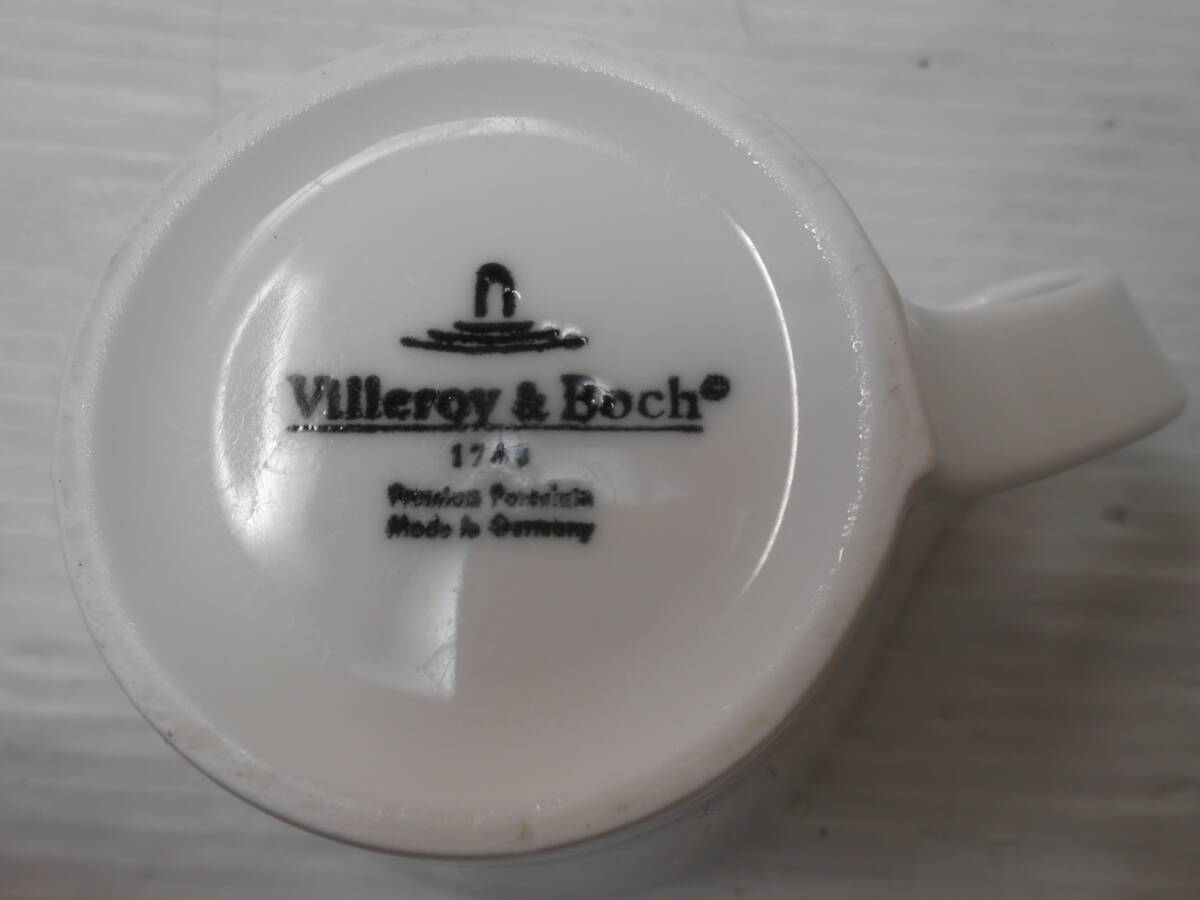 Villeroy & Boch®
1748
Premium Porcelain
Made in Germany